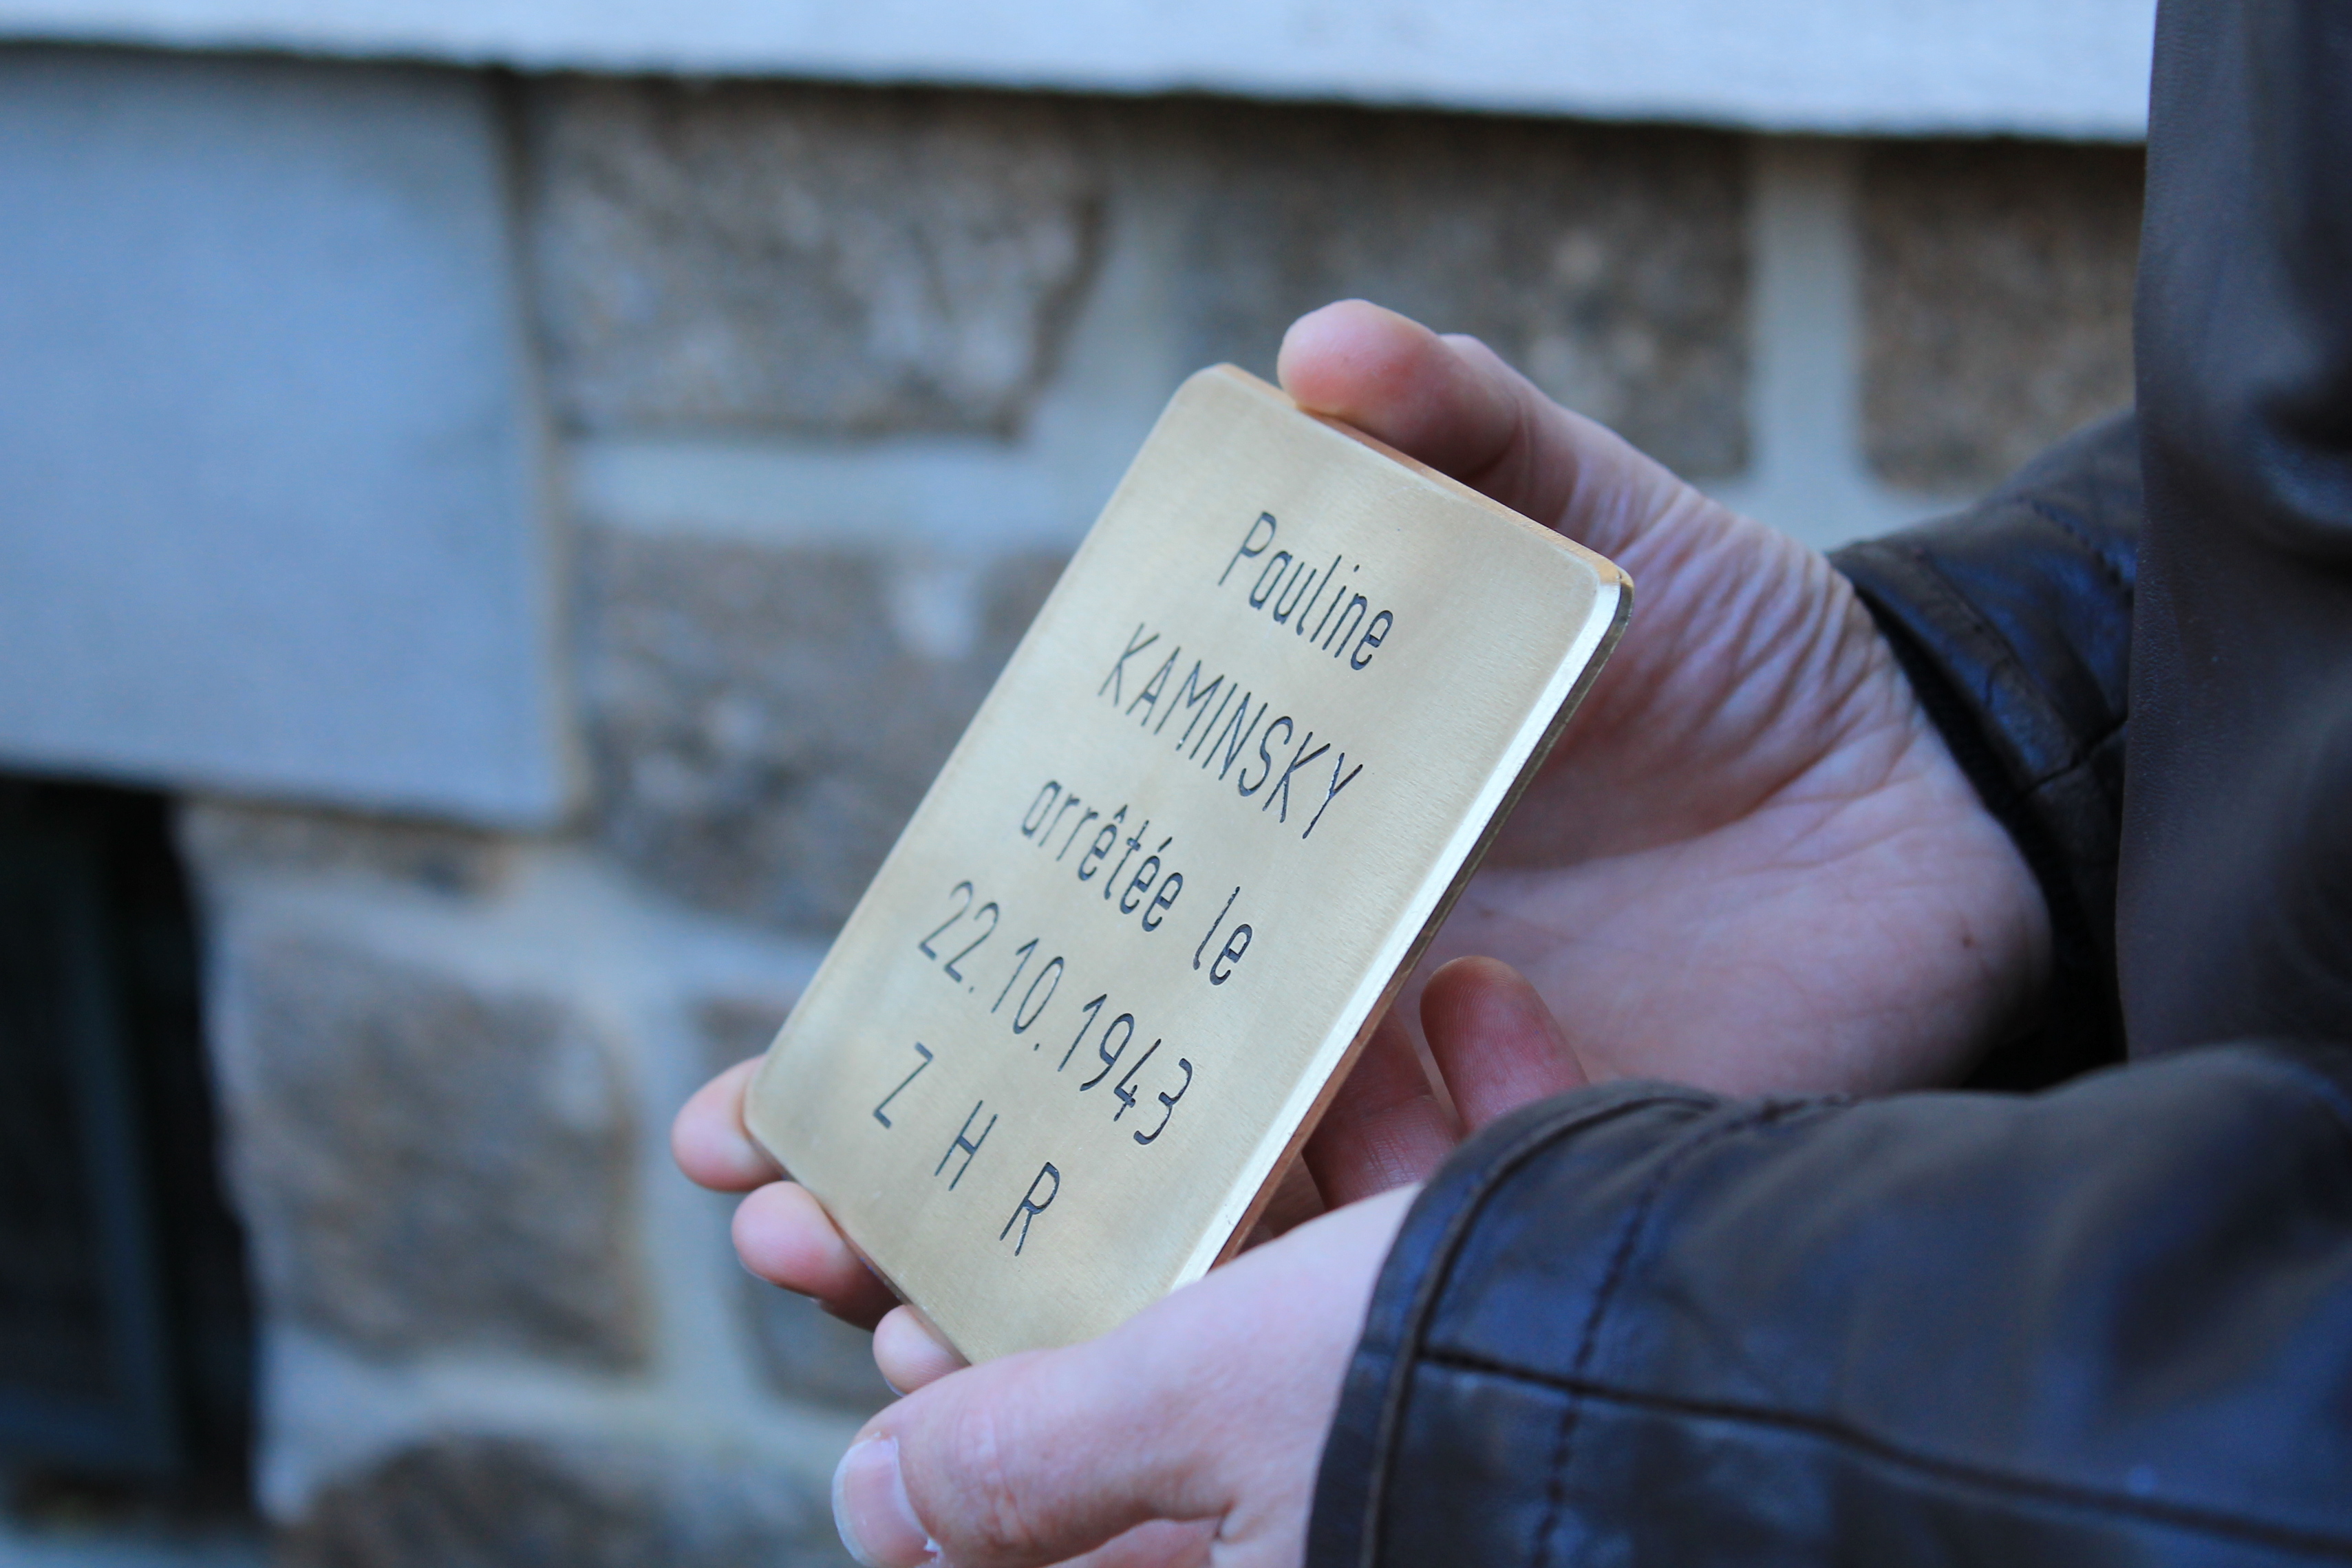 Pauline
KAMINSKY
arrêtée le
22.10.1943
Z H R